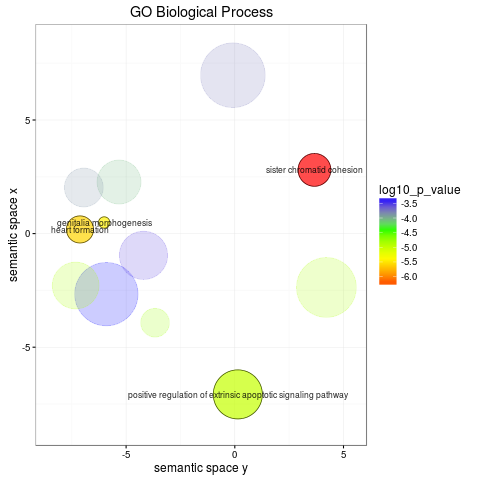 GO Biological Process
log10_p_value
-3.5
-4.0
-4.5
-5.0
-5.5
-6.0
5
0
-5
semantic space x
sister chromatid cohesion
genitalia morphogenesis
heart formation
positive regulation of extrinsic apoptotic signaling pathway
-5
0
5
semantic space y